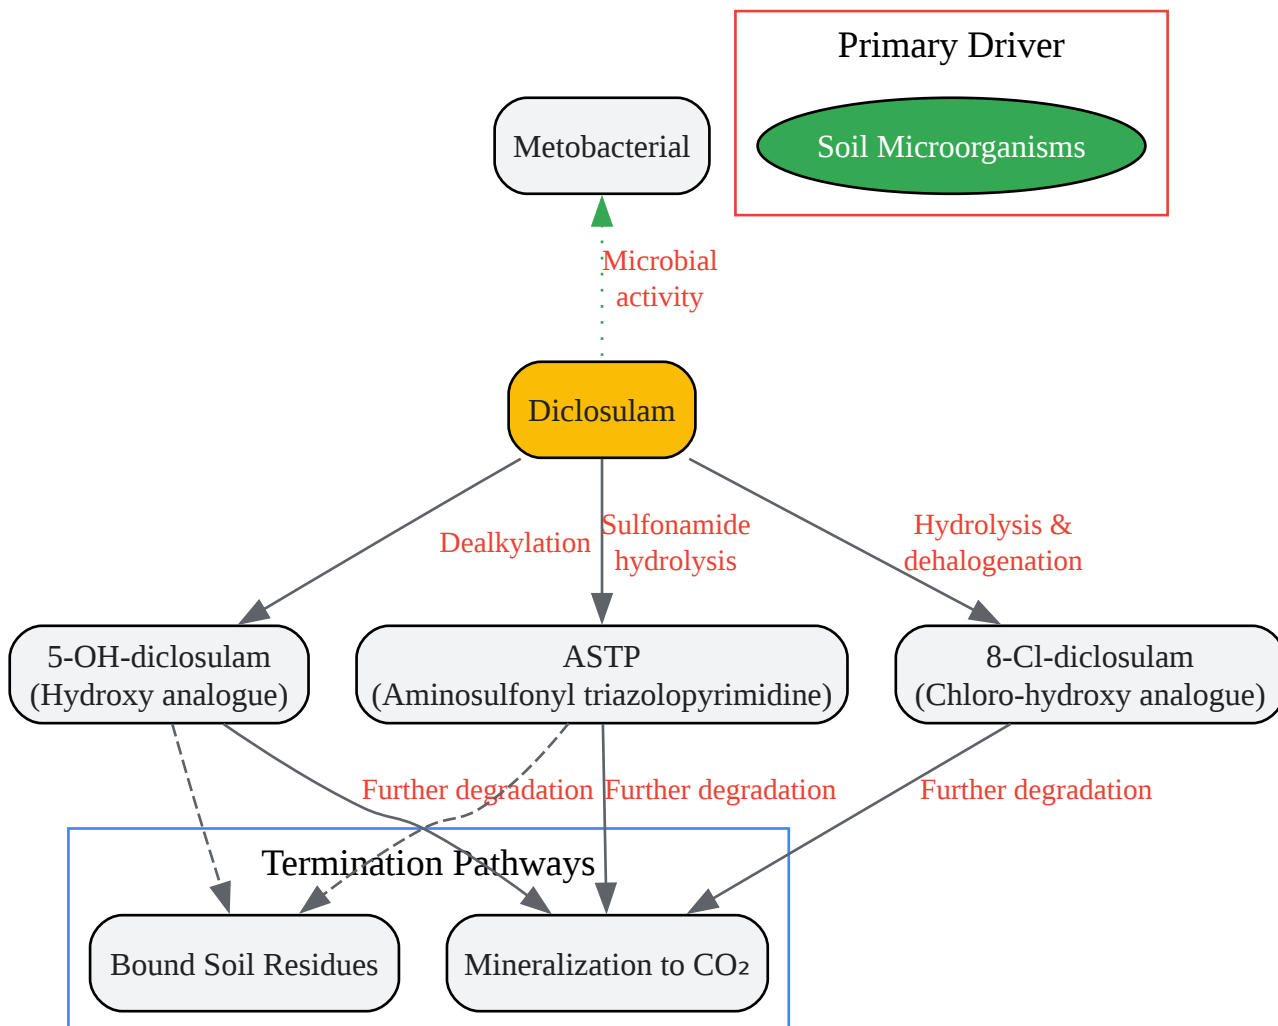 Primary Driver
Metobacterial
Soil Microorganisms
Microbial
activity
Diclosulam
Dealkylation
Sulfonamide
hydrolysis
Hydrolysis &
dehalogenation
5-OH-diclosulam
(Hydroxy analogue)
ASTP
(Aminosulfonyl triazolopyrimidine)
8-Cl-diclosulam
(Chloro-hydroxy analogue)
Further degradation
Further degradation
Further degradation
Termination Pathways
Bound Soil Residues
Mineralization to CO₂